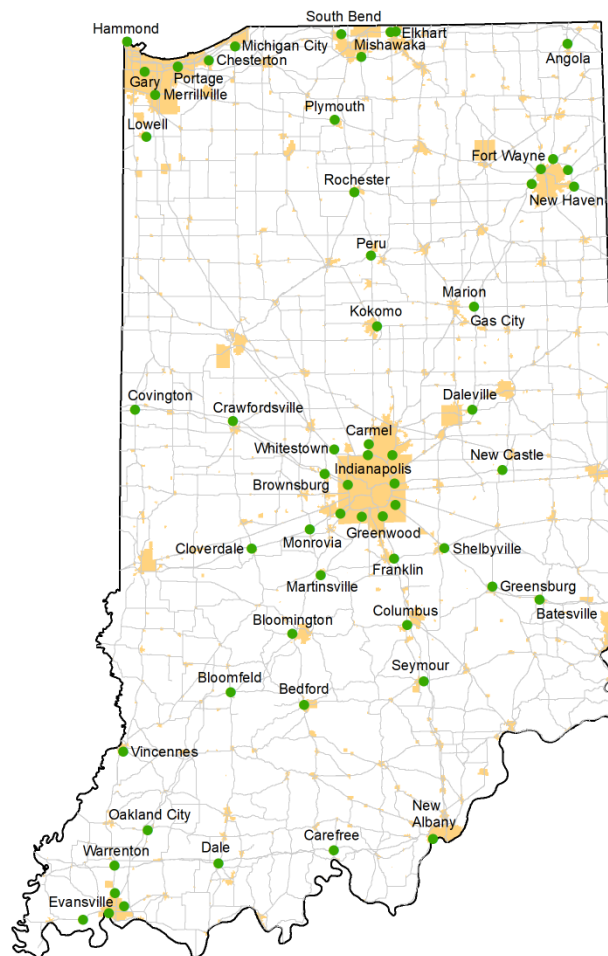 South Bend
Hammond
Elkhart
Michigan City
Mishawaka
Chesterton
Angola
Portage
Gary
Merrillville
Plymouth
Lowell
Fort Wayne
Rochester
New Haven
Peru
Marion
Kokomo
Gas City
Covington
Daleville
Crawfordsville
Carmel
Whitestown
New Castle
Indianapolis
Brownsburg
Monrovia
Greenwood
Cloverdale
Shelbyville
Franklin
Martinsville
Greensburg
Columbus
Batesville
Bloomington
Seymour
Bloomfeld
Bedford
Vincennes
New
Albany
Oakland City
Carefree
Warrenton
Dale
Evansville